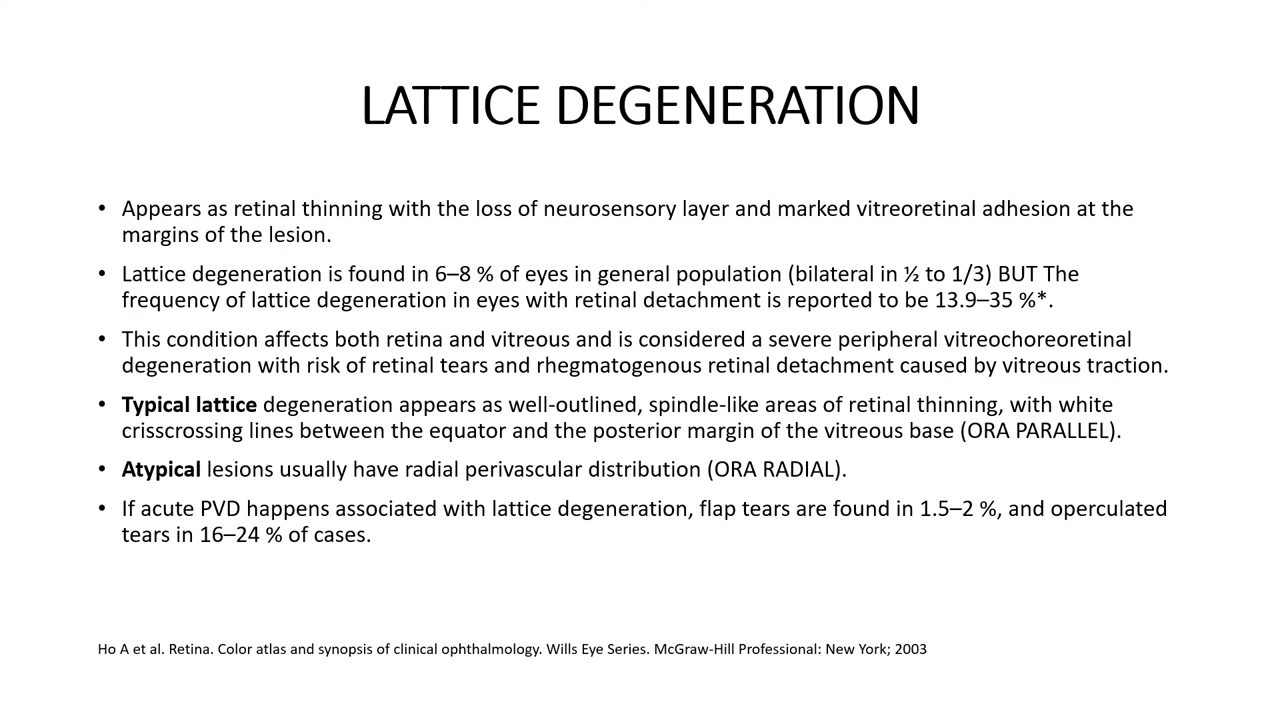 LATTICE DEGENERATION
• Appears as retinal thinning with the loss of neurosensory layer and marked vitreoretinal adhesion at the
margins of the lesion.
• Lattice degeneration is found in 6–8 % of eyes in general population (bilateral in ½ to 1/3) BUT The
frequency of lattice degeneration in eyes with retinal detachment is reported to be 13.9–35 %*.
• This condition affects both retina and vitreous and is considered a severe peripheral vitreochoreoretinal
degeneration with risk of retinal tears and rhegmatogenous retinal detachment caused by vitreous traction.
• Typical lattice degeneration appears as well-outlined, spindle-like areas of retinal thinning, with white
crisscrossing lines between the equator and the posterior margin of the vitreous base (ORA PARALLEL).
• Atypical lesions usually have radial perivascular distribution (ORA RADIAL).
• If acute PVD happens associated with lattice degeneration, flap tears are found in 1.5–2 %, and operculated
tears in 16–24 % of cases.
Ho A et al. Retina. Color atlas and synopsis of clinical ophthalmology. Wills Eye Series. McGraw-Hill Professional: New York; 2003